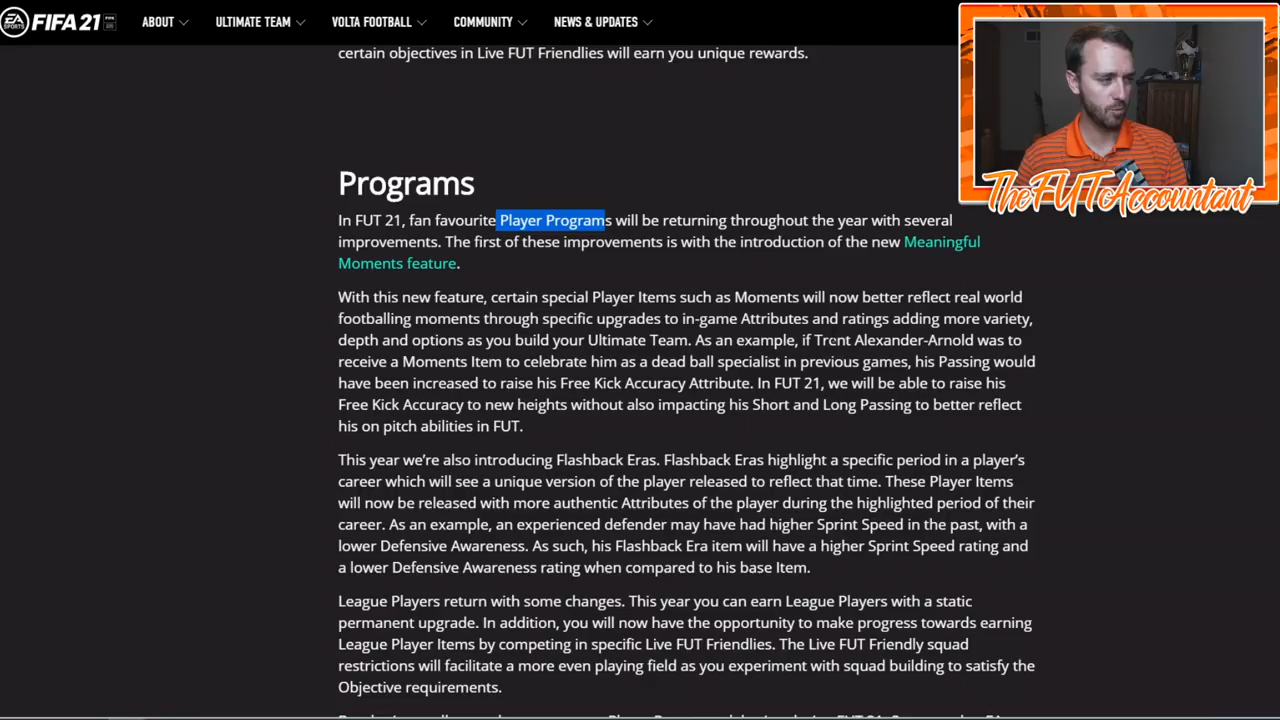 EA SPORTS FIFA 21 ABOUT ULTIMATE TEAM VOLTA FOOTBALL COMMUNITY NEWS & UPDATES
certain objectives in Live FUT Friendlies will earn you unique rewards.
TheFUTAccountant
Programs
In FUT 21, fan favourite Player Programs will be returning throughout the year with several
improvements. The first of these improvements is with the introduction of the new Meaningful
Moments feature.
With this new feature, certain special Player Items such as Moments will now better reflect real world
footballing moments through specific upgrades to in-game Attributes and ratings adding more variety,
depth and options as you build your Ultimate Team. As an example, if Trent Alexander-Arnold was to
receive a Moments Item to celebrate him as a dead ball specialist in previous games, his Passing would
have been increased to raise his Free Kick Accuracy Attribute. In FUT 21, we will be able to raise his
Free Kick Accuracy to new heights without also impacting his Short and Long Passing to better reflect
his on pitch abilities in FUT.
This year we’re also introducing Flashback Eras. Flashback Eras highlight a specific period in a player’s
career which will see a unique version of the player released to reflect that time. These Player Items
will now be released with more authentic Attributes of the player during the highlighted period of their
career. As an example, an experienced defender may have had higher Sprint Speed in the past, with a
lower Defensive Awareness. As such, his Flashback Era item will have a higher Sprint Speed rating and
a lower Defensive Awareness rating when compared to his base Item.
League Players return with some changes. This year you can earn League Players with a static
permanent upgrade. In addition, you will now have the opportunity to make progress towards earning
League Player Items by competing in specific Live FUT Friendlies. The Live FUT Friendly squad
restrictions will facilitate a more even playing field as you experiment with squad building to satisfy the
Objective requirements.